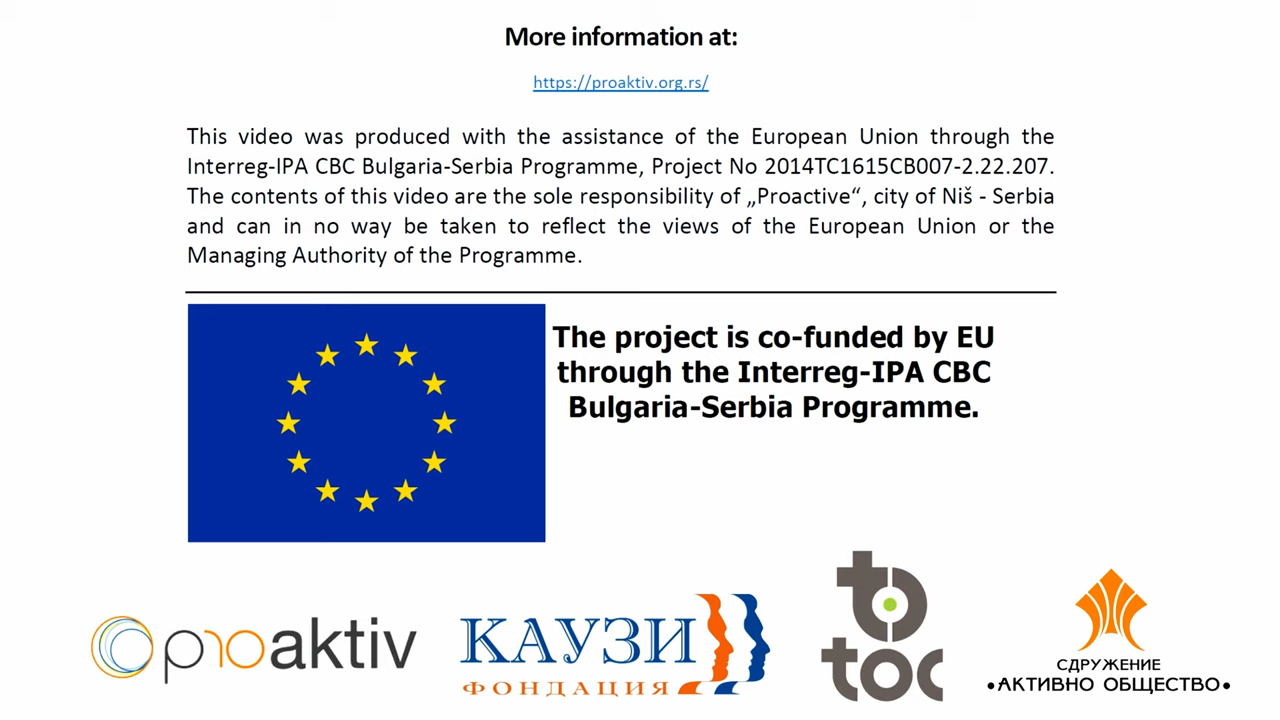 More information at:
https://proaktiv.org.rs/
This video was produced with the assistance of the European Union through the
Interreg-IPA CBC Bulgaria-Serbia Programme, Project No 2014TC1615CB007-2.22.207.
The contents of this video are the sole responsibility of „Proactive“, city of Niš - Serbia
and can in no way be taken to reflect the views of the European Union or the
Managing Authority of the Programme.
The project is co-funded by EU
through the Interreg-IPA CBC
Bulgaria-Serbia Programme.
proaktiv
КАУЗИ
ФОНДАЦИЯ
to
toc
СДРУЖЕНИЕ
•АКТИВНО ОБЩЕСТВО•